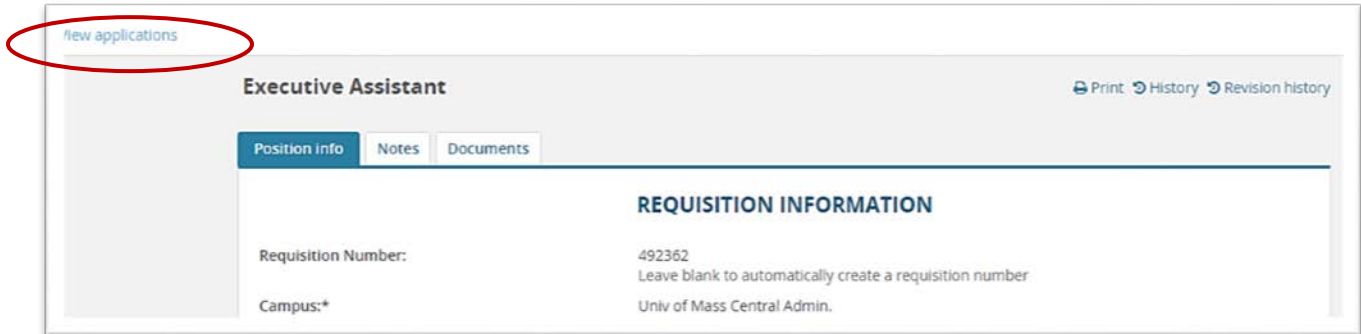 View applications
Executive Assistant
Print History Revision history
Position info Notes Documents
REQUISITION INFORMATION
Requisition Number: 492362
Leave blank to automatically create a requisition number
Campus:* Univ of Mass Central Admin.